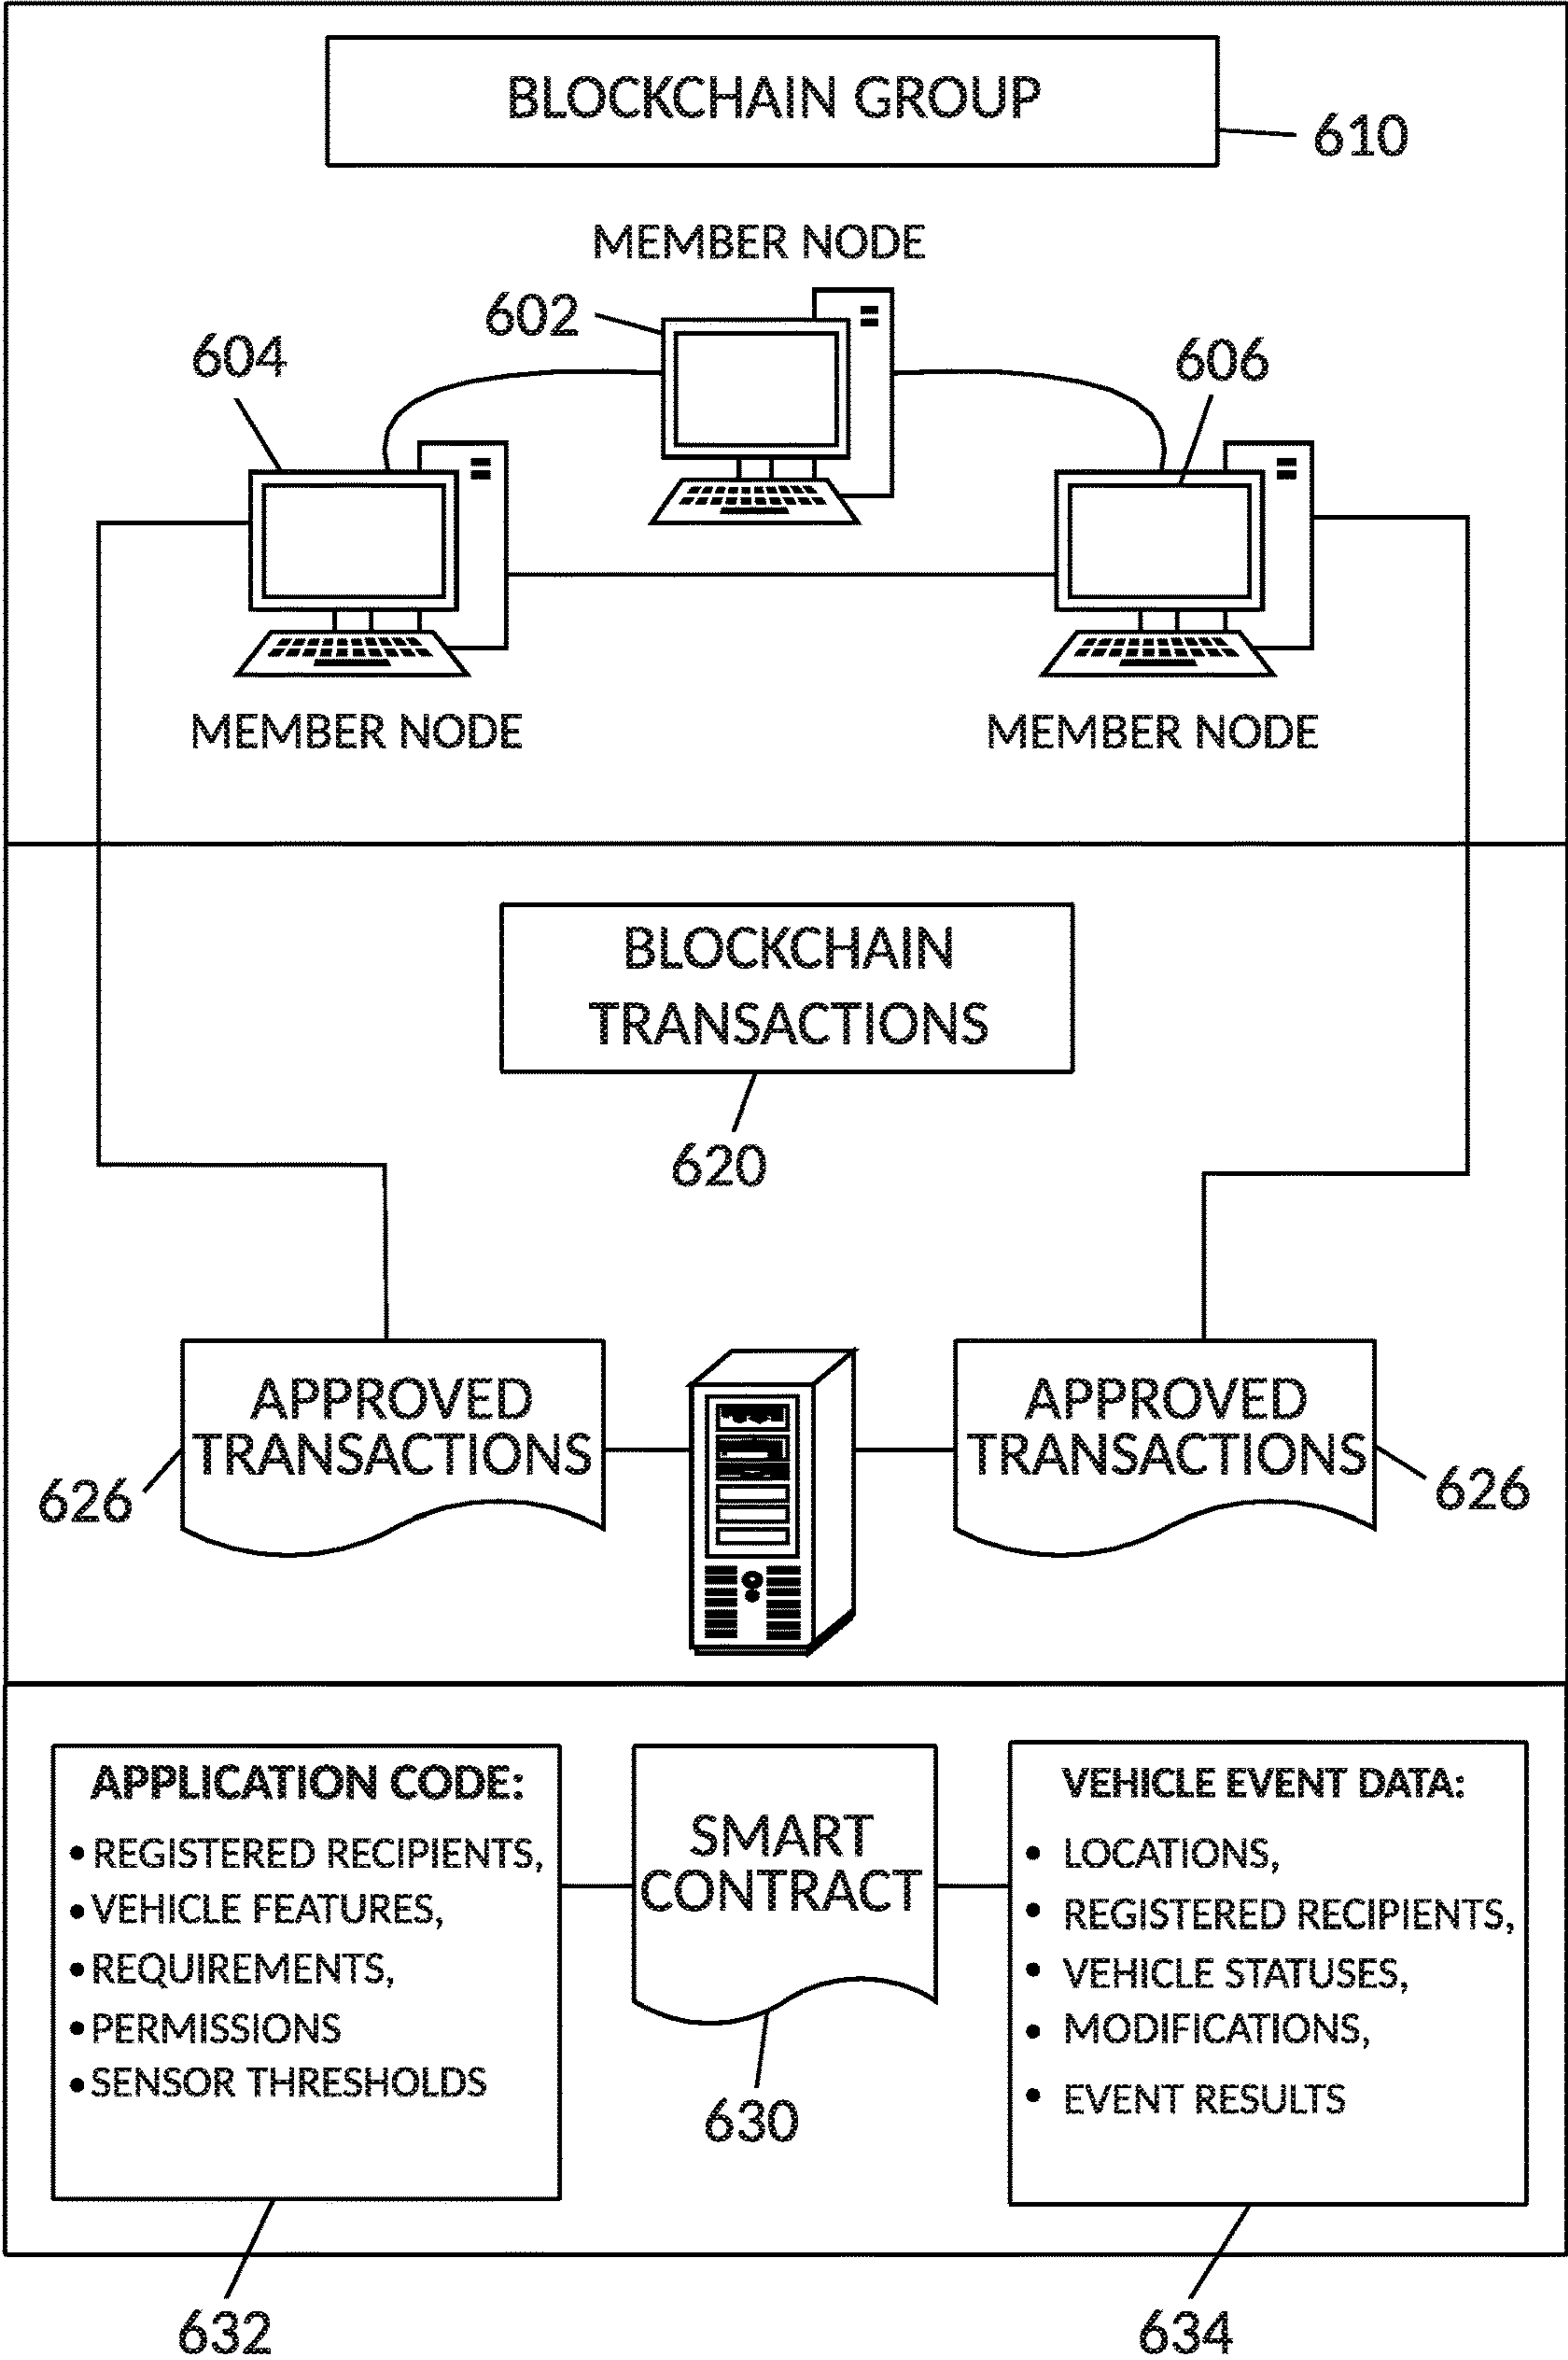 BLOCKCHAIN GROUP
610
MEMBER NODE
602
604
606
MEMBER NODE
MEMBER NODE
BLOCKCHAIN
TRANSACTIONS
620
APPROVED
TRANSACTIONS
626
APPROVED
TRANSACTIONS
626
APPLICATION CODE:
• REGISTERED RECIPIENTS,
• VEHICLE FEATURES,
• REQUIREMENTS,
• PERMISSIONS
• SENSOR THRESHOLDS
632
SMART
CONTRACT
630
VEHICLE EVENT DATA:
• LOCATIONS,
• REGISTERED RECIPIENTS,
• VEHICLE STATUSES,
• MODIFICATIONS,
• EVENT RESULTS
634